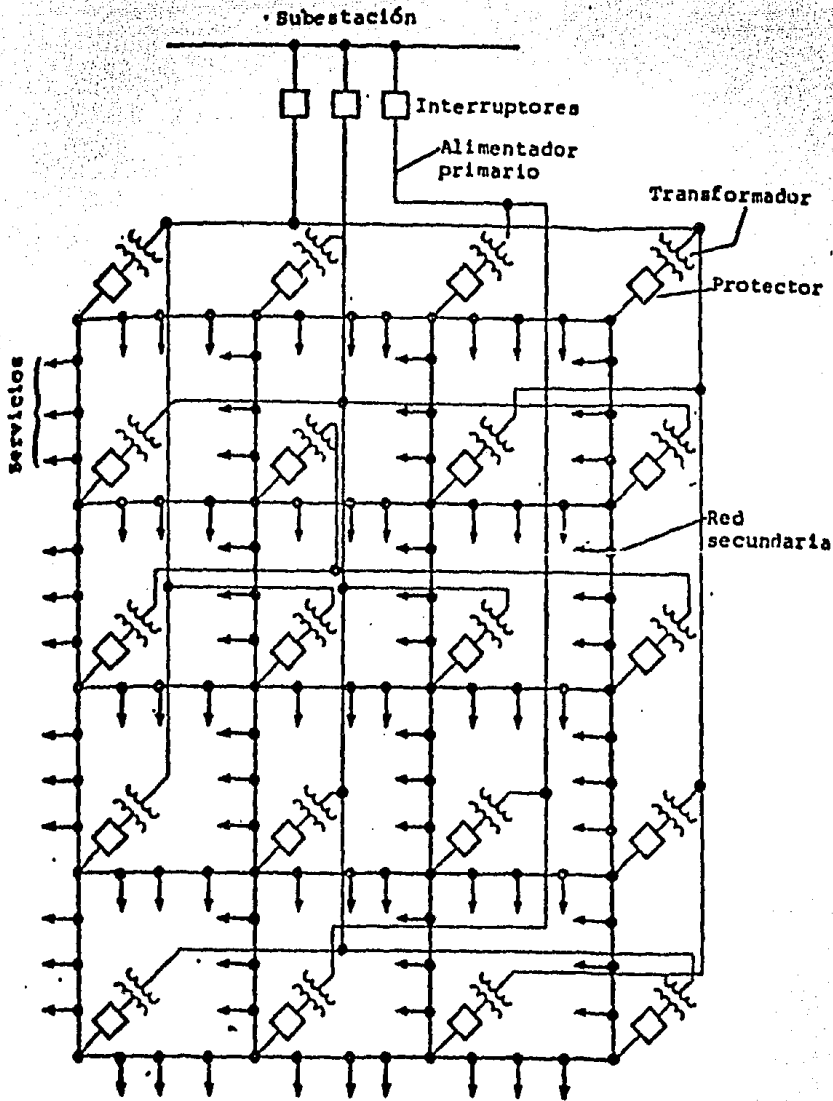 Subestación
Interruptores
Alimentador
primario
Transformador
Protector
Servicios
Red
secundaria